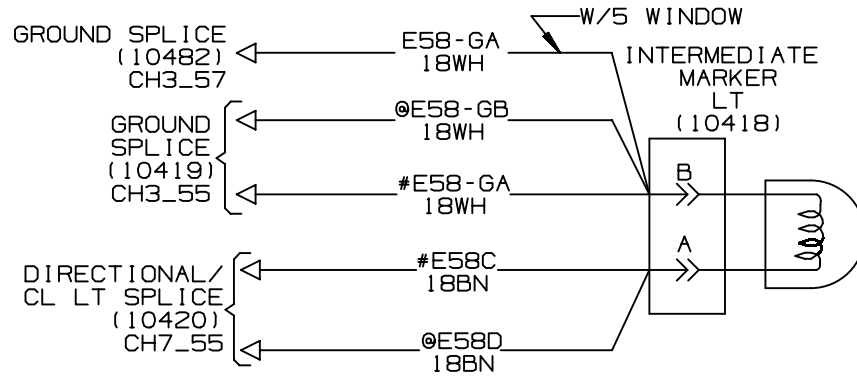 W/5 WINDOW
GROUND SPLICE
(10482)
CH3_57
E58-GA
18WH
INTERMEDIATE
MARKER
LT
(10418)
GROUND
SPLICE
(10419)
CH3_55
@E58-GB
18WH
#E58-GA
18WH
B
A
DIRECTIONAL/
CL LT SPLICE
(10420)
CH7_55
#E58C
18BN
@E58D
18BN